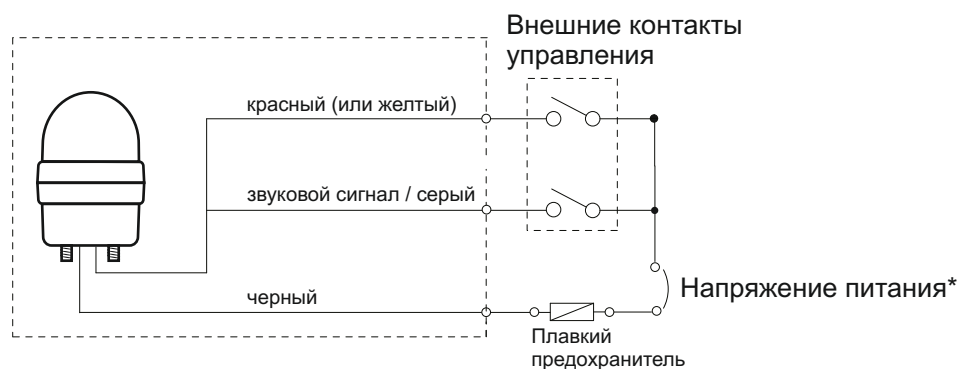 Внешние контакты
управления
красный (или желтый)
звуковой сигнал / серый
черный
Напряжение питания*
Плавкий
предохранитель